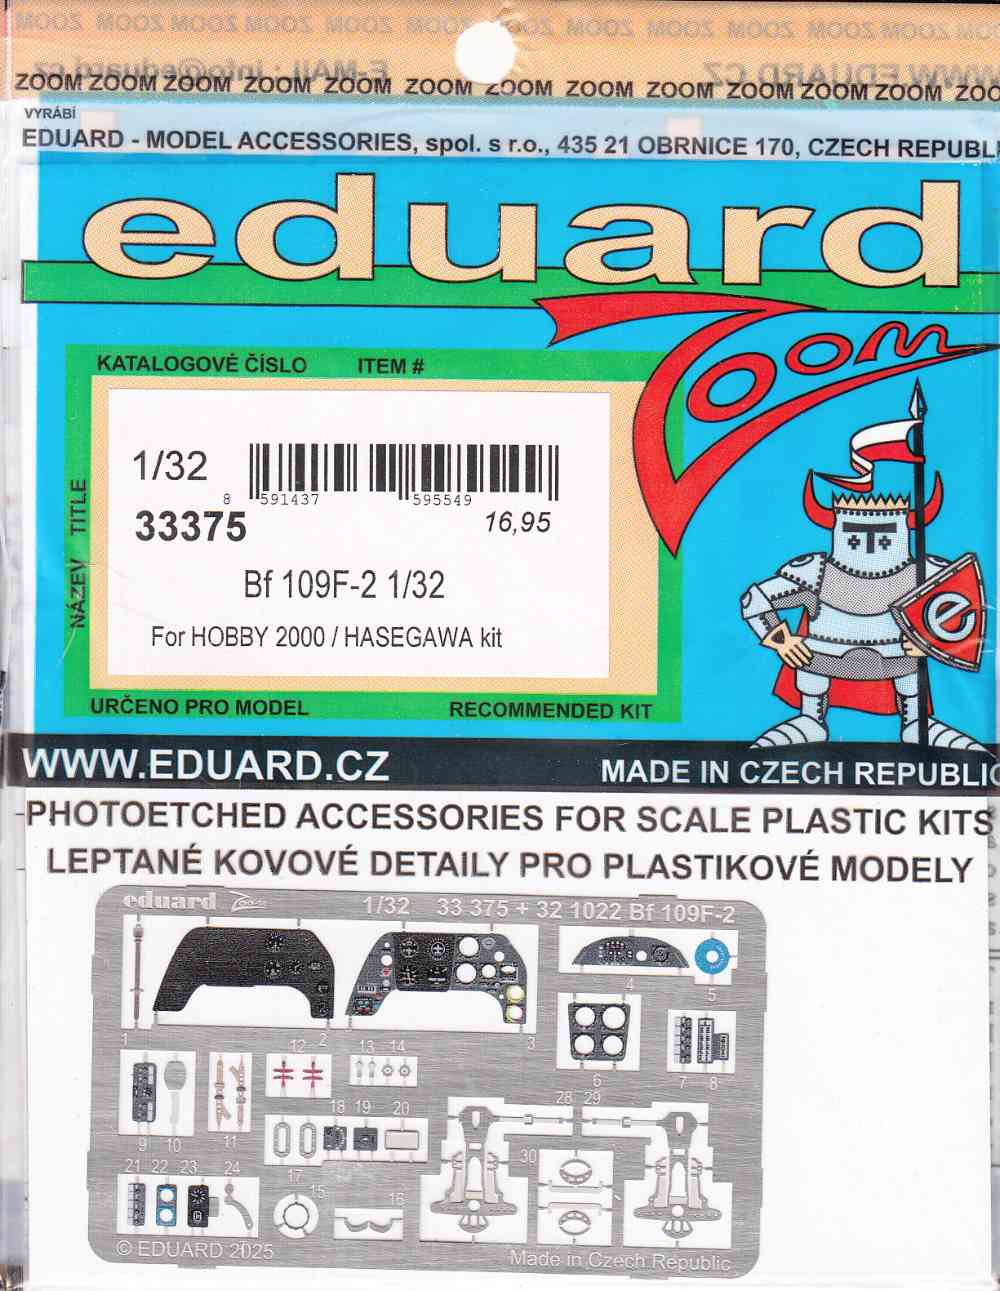 ZOOM ZOOM ZOOM ZOOM ZOOM ZOOM ZOOM ZOOM ZOOM ZOOM ZOOM ZOO
VYRÁBÍ
EDUARD - MODEL ACCESSORIES, spol. s r.o., 435 21 OBRNICE 170, CZECH REPUBLI
eduard
Zoom
KATALOGOVÉ ČÍSLO ITEM #
NÁZEV TITLE
1/32
8 591437 595549
33375 16,95
Bf 109F-2 1/32
For HOBBY 2000 / HASEGAWA kit
e
URČENO PRO MODEL RECOMMENDED KIT
WWW.EDUARD.CZ MADE IN CZECH REPUBLIC
PHOTOETCHED ACCESSORIES FOR SCALE PLASTIC KITS
LEPTANÉ KOVOVÉ DETAILY PRO PLASTIKOVÉ MODELY
eduard Zoom 1/32 33 375 + 32 1022 Bf 109F-2
1 2 3 4 5
6 7 8
9 10 11 12 13 14
18 19 20 28 29
17 30
21 22 23 24 15 16
© EDUARD 2025 Made in Czech Republic